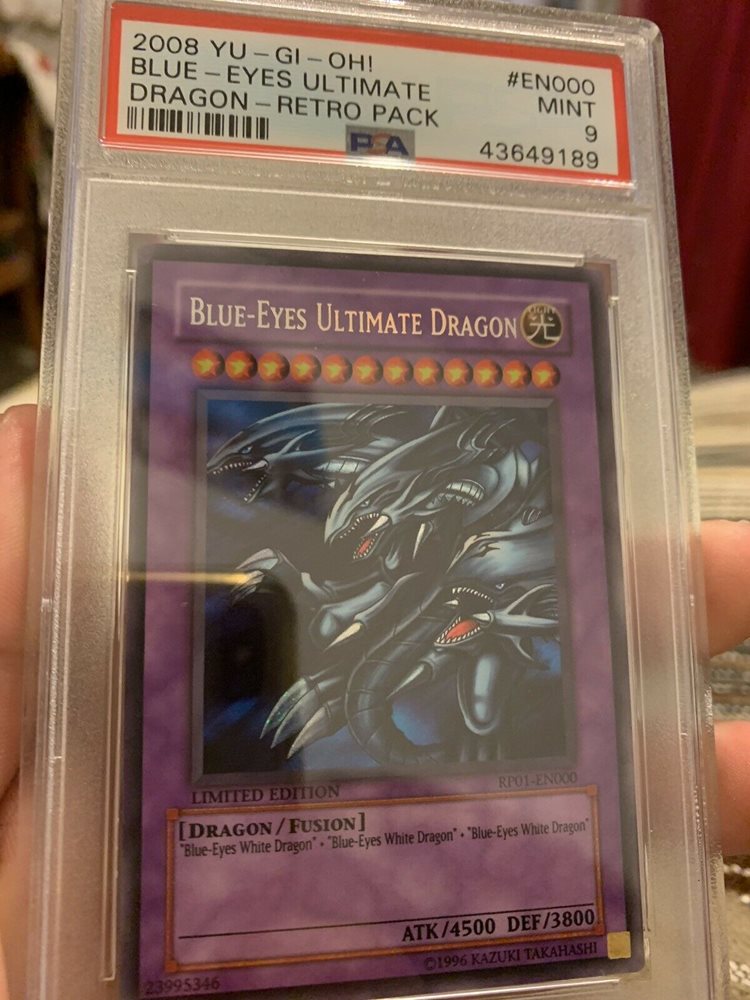 2008 YU-GI-OH! #EN000
BLUE-EYES ULTIMATE MINT
DRAGON-RETRO PACK 9
PSA 43649189
BLUE-EYES ULTIMATE DRAGON
LIGHT
光
RP01-EN000
LIMITED EDITION
[DRAGON/FUSION]
"Blue-Eyes White Dragon" + "Blue-Eyes White Dragon" + "Blue-Eyes White Dragon"
ATK/4500 DEF/3800
©1996 KAZUKI TAKAHASHI
23995346